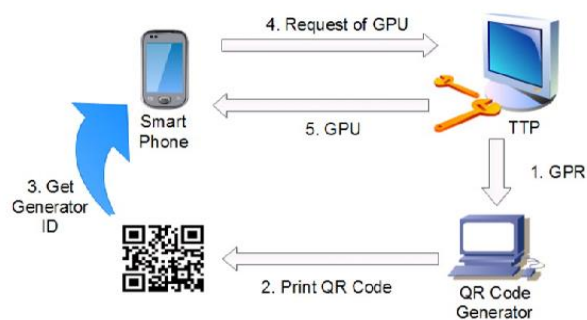 4. Request of GPU
Smart
Phone
5. GPU
TTP
1. GPR
3. Get
Generator
ID
2. Print QR Code
QR Code
Generator